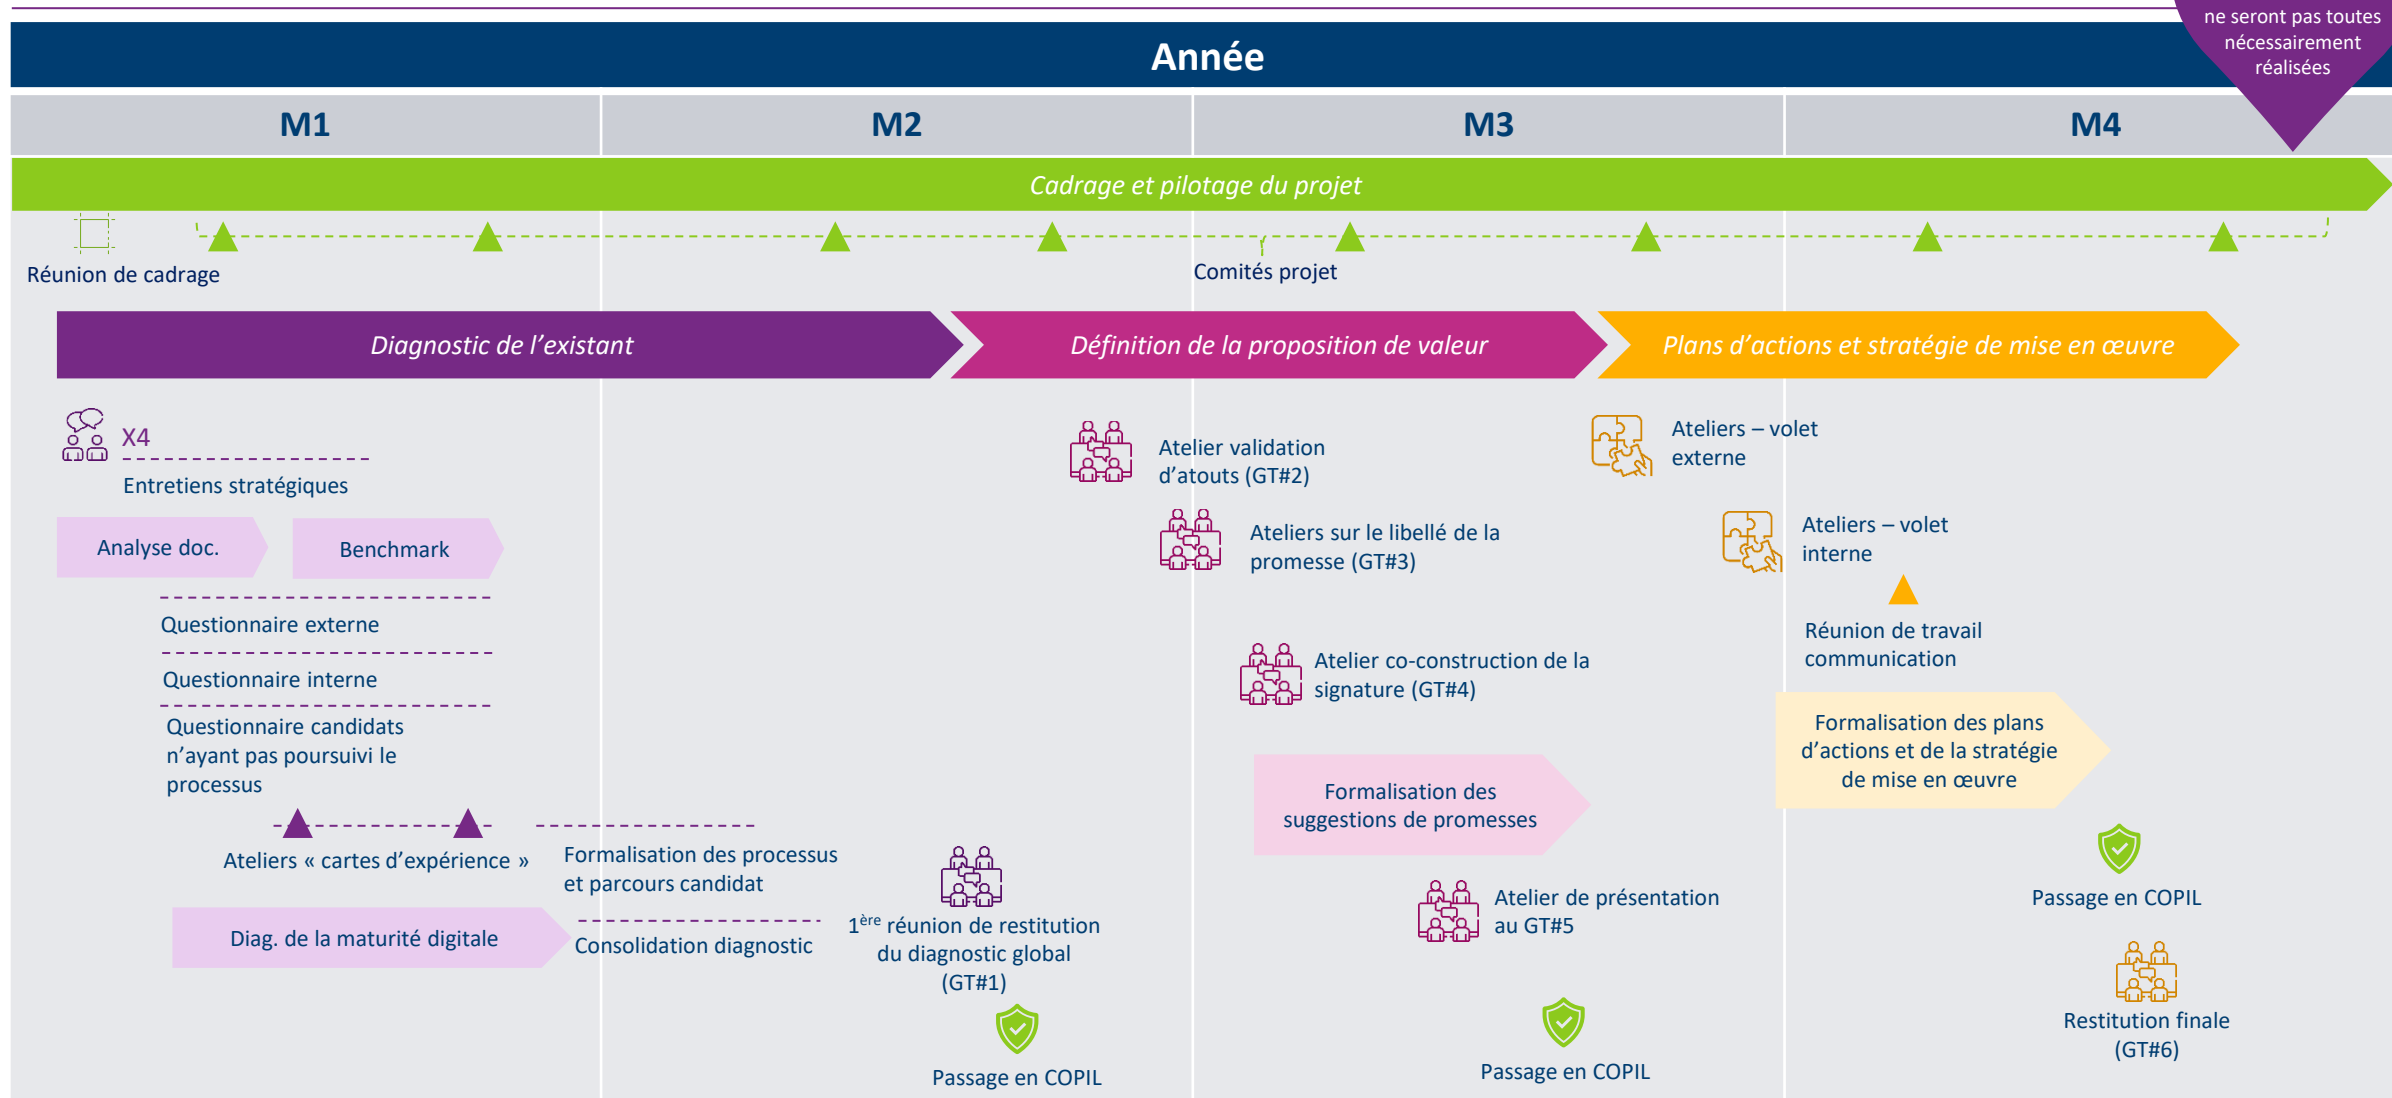 ne seront pas toutes
nécessairement
réalisées
Année
M1
M2
M3
M4
Cadrage et pilotage du projet
Réunion de cadrage
Comités projet
Diagnostic de l’existant
Définition de la proposition de valeur
Plans d’actions et stratégie de mise en œuvre
X4
Entretiens stratégiques
Analyse doc.
Benchmark
Questionnaire externe
Questionnaire interne
Questionnaire candidats
n’ayant pas poursuivi le
processus
Ateliers « cartes d’expérience »
Formalisation des processus
et parcours candidat
Diag. de la maturité digitale
Consolidation diagnostic
1ère réunion de restitution
du diagnostic global
(GT#1)
Passage en COPIL
Atelier validation
d’atouts (GT#2)
Ateliers sur le libellé de la
promesse (GT#3)
Atelier co-construction de la
signature (GT#4)
Formalisation des
suggestions de promesses
Atelier de présentation
au GT#5
Passage en COPIL
Ateliers – volet
externe
Ateliers – volet
interne
Réunion de travail
communication
Formalisation des plans
d’actions et de la stratégie
de mise en œuvre
Passage en COPIL
Restitution finale
(GT#6)